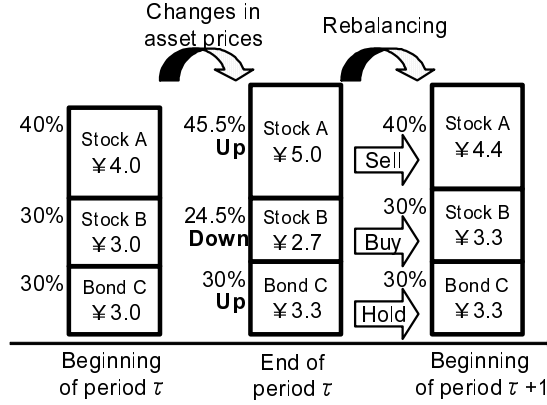 Changes in
asset prices
Rebalancing
40%
Stock A
¥4.0
30%
Stock B
¥3.0
30%
Bond C
¥3.0
45.5%
Up
Stock A
¥5.0
24.5%
Down
Stock B
¥2.7
30%
Up
Bond C
¥3.3
Sell
Buy
Hold
40%
Stock A
¥4.4
30%
Stock B
¥3.3
30%
Bond C
¥3.3
Beginning
of period τ
End of
period τ
Beginning
of period τ+1